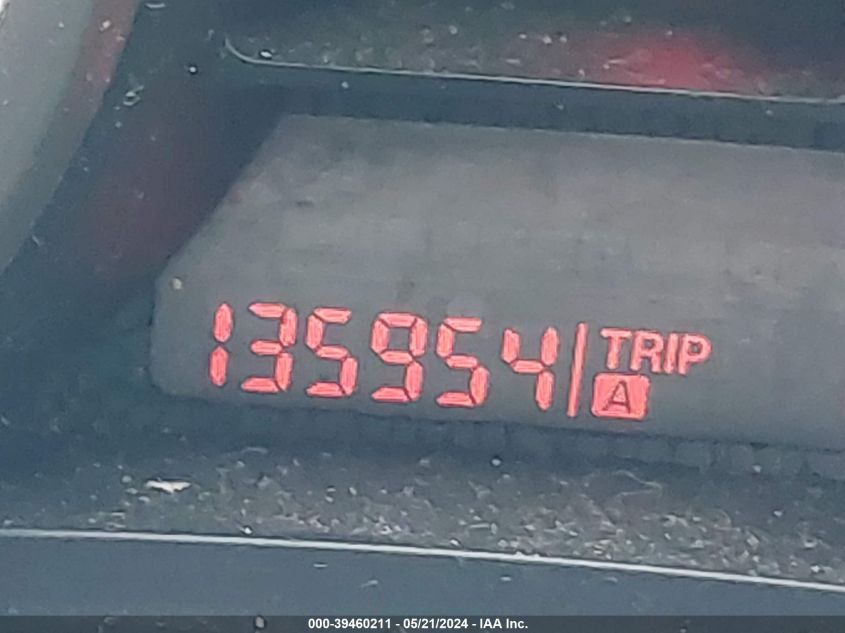 135954 TRIP
A
000-39460211 - 05/21/2024 - IAA Inc.